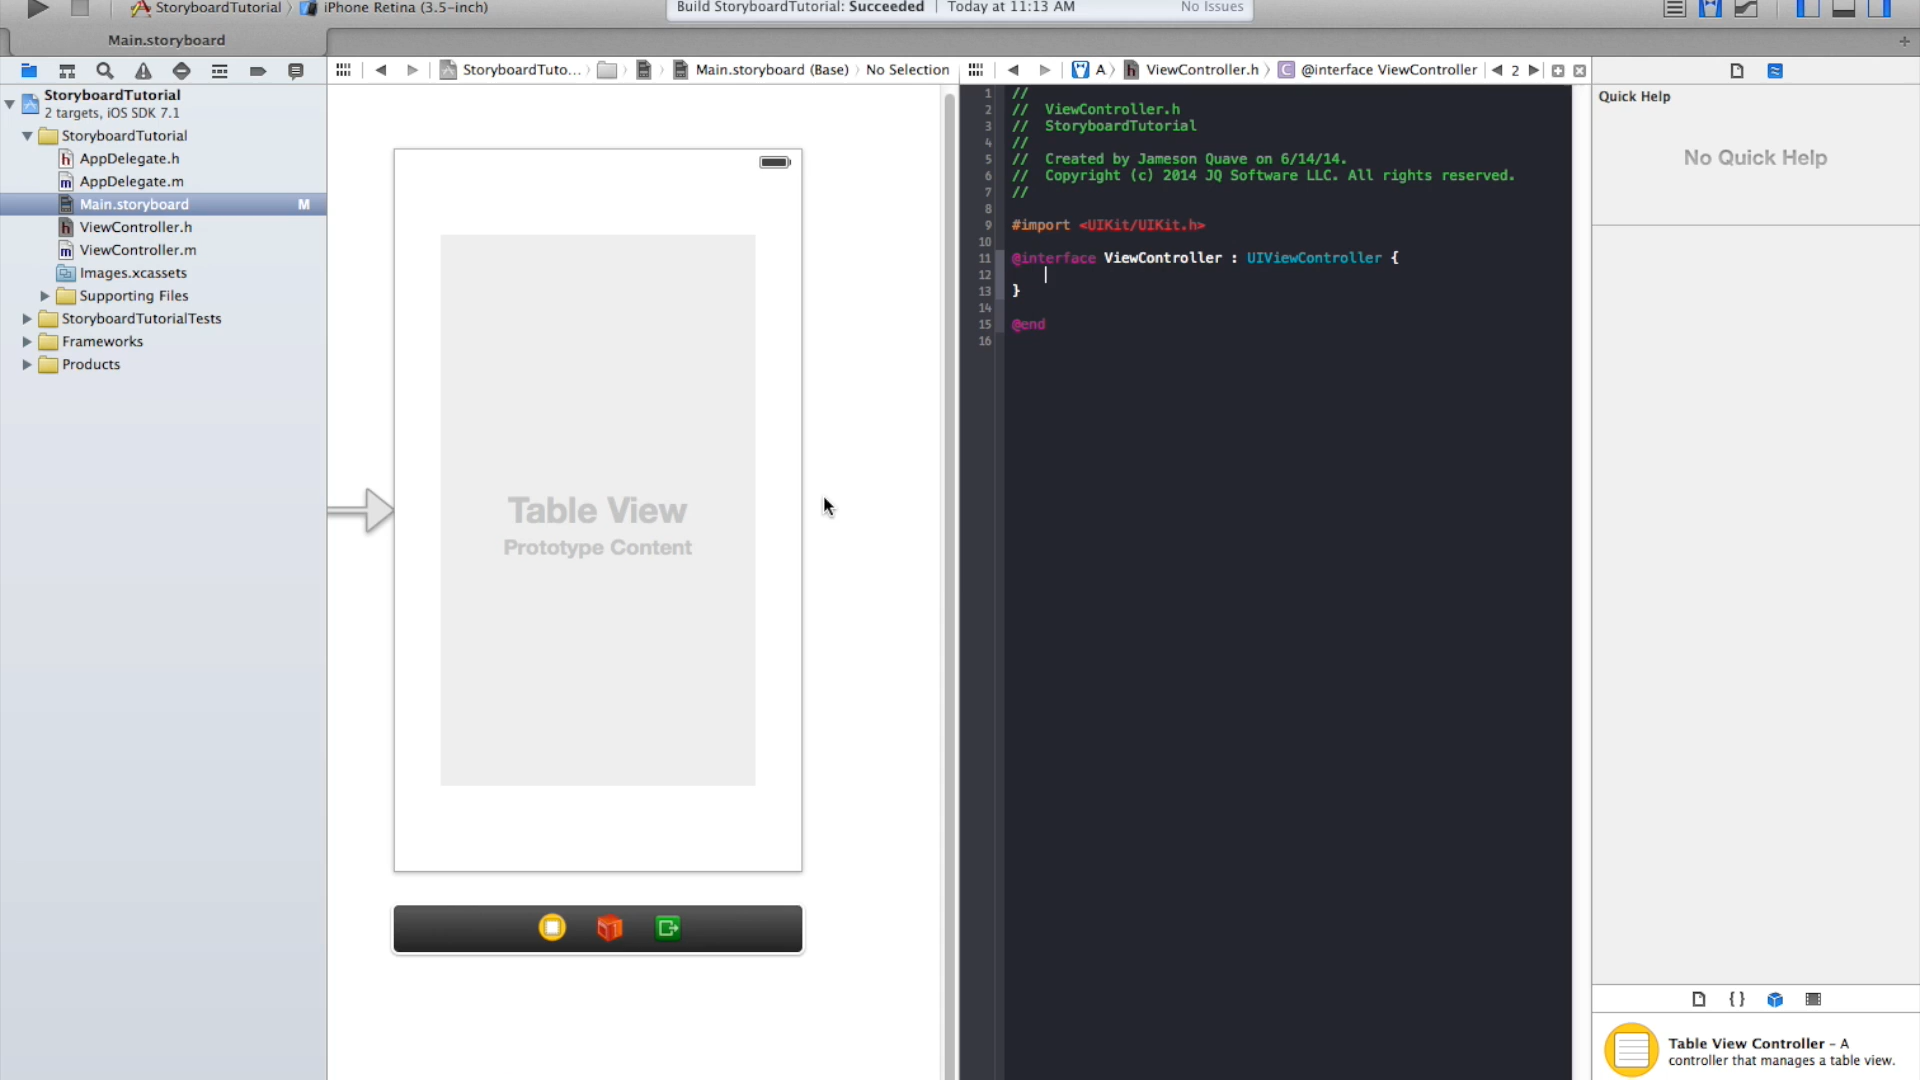 StoryboardTutorial 〉 iPhone Retina (3.5-inch)
Build StoryboardTutorial: Succeeded | Today at 11:13 AM
No Issues
Main.storyboard
StoryboardTuto... 〉 Main.storyboard (Base) 〉 No Selection
A 〉 ViewController.h 〉 @interface ViewController
2
StoryboardTutorial
2 targets, iOS SDK 7.1
StoryboardTutorial
AppDelegate.h
AppDelegate.m
Main.storyboard M
ViewController.h
ViewController.m
Images.xcassets
Supporting Files
StoryboardTutorialTests
Frameworks
Products
Table View
Prototype Content
1 //
2 //  ViewController.h
3 //  StoryboardTutorial
4 //
5 //  Created by Jameson Quave on 6/14/14.
6 //  Copyright (c) 2014 JQ Software LLC. All rights reserved.
7 //
8
9 #import <UIKit/UIKit.h>
10
11 @interface ViewController : UIViewController {
12
13 }
14
15 @end
16
Quick Help
No Quick Help
{}
Table View Controller – A
controller that manages a table view.